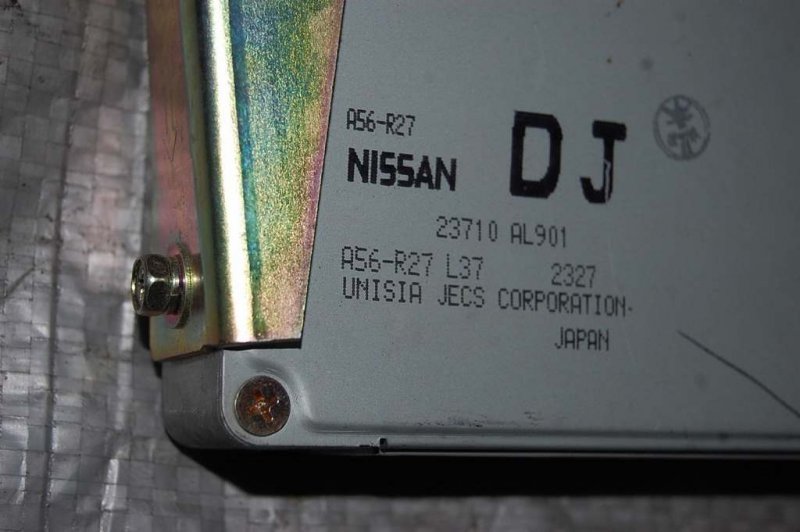 A56-R27
NISSAN DJ
23710 AL901
A56-R27 L37 2327
UNISIA JECS CORPORATION-
JAPAN